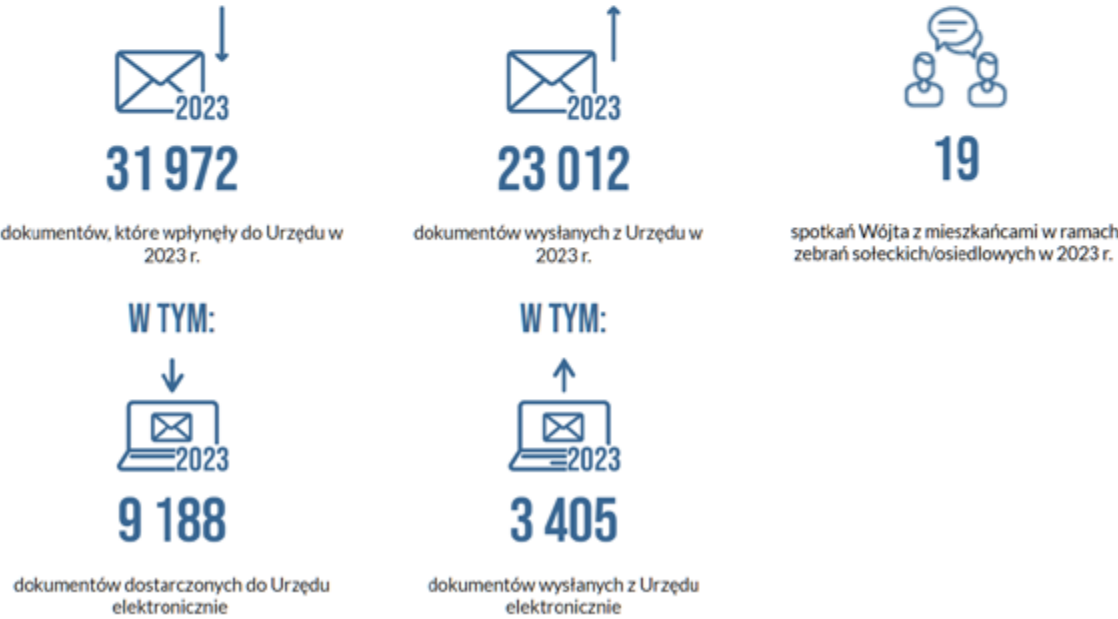 2023
31 972
dokumentów, które wpłynęły do Urzędu w
2023 r.
W TYM:
2023
9 188
dokumentów dostarczonych do Urzędu
elektronicznie
2023
23 012
dokumentów wysłanych z Urzędu w
2023 r.
W TYM:
2023
3 405
dokumentów wysłanych z Urzędu
elektronicznie
19
spotkań Wójta z mieszkańcami w ramach
zebrań sołeckich/osiedlowych w 2023 r.